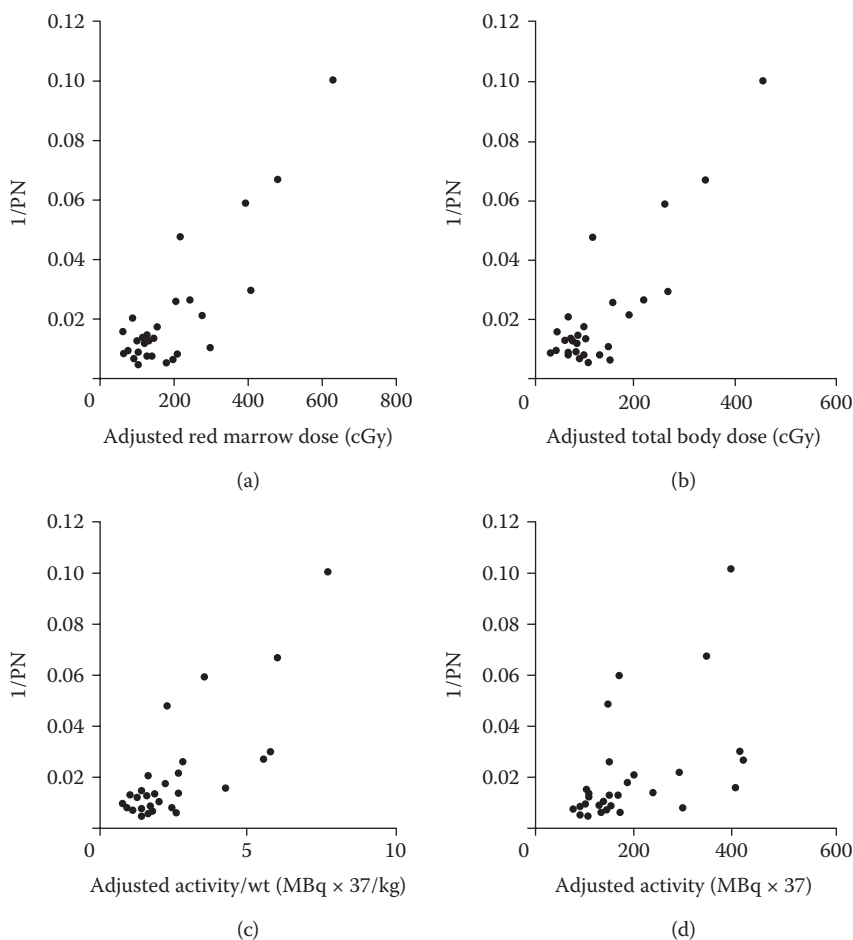 0.12
0.10
0.08
0.06
0.04
0.02
1/PN
0 200 400 600 800
Adjusted red marrow dose (cGy)
(a)
0.12
0.10
0.08
0.06
0.04
0.02
1/PN
0 200 400 600
Adjusted total body dose (cGy)
(b)
0.12
0.10
0.08
0.06
0.04
0.02
1/PN
0 5 10
Adjusted activity/wt (MBq × 37/kg)
(c)
0.12
0.10
0.08
0.06
0.04
0.02
1/PN
0 200 400 600
Adjusted activity (MBq × 37)
(d)